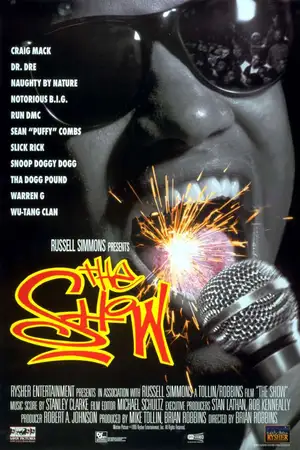 CRAIG MACK
DR. DRE
NAUGHTY BY NATURE
NOTORIOUS B.I.G.
RUN DMC
SEAN "PUFFY" COMBS
SLICK RICK
SNOOP DOGGY DOGG
THA DOGG POUND
WARREN G
WU-TANG CLAN
RUSSELL SIMMONS PRESENTS
THE
SHOW
RYSHER ENTERTAINMENT PRESENTS IN ASSOCIATION WITH RUSSELL SIMMONS A TOLLIN/ROBBINS FILM "THE SHOW"
MUSIC SCORE BY STANLEY CLARKE FILM EDITOR MICHAEL SCHULTZ EXECUTIVE PRODUCERS STAN LATHAN, ROB KENNEALLY
PRODUCER ROBERT A. JOHNSON PRODUCED BY MIKE TOLLIN, BRIAN ROBBINS DIRECTED BY BRIAN ROBBINS
RYSHER